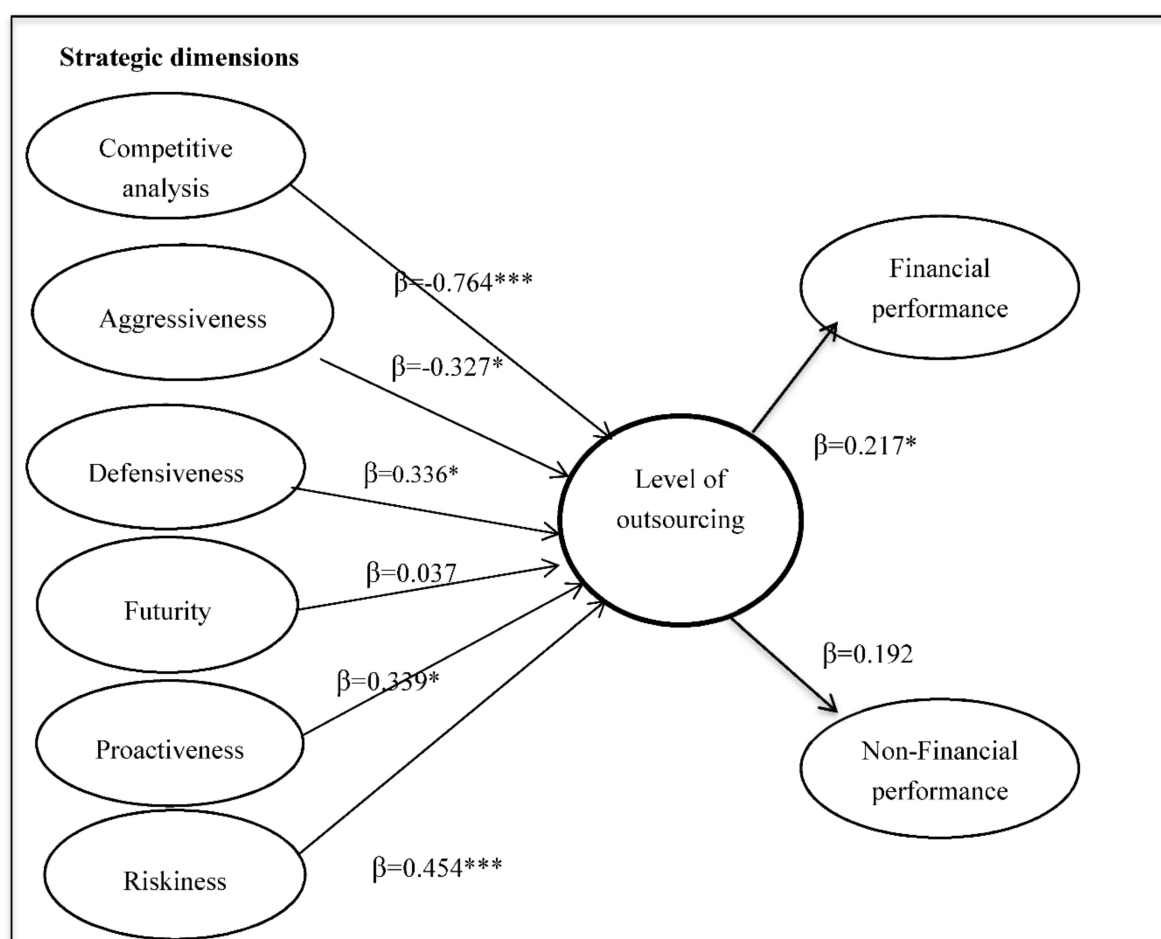 Strategic dimensions
Competitive
analysis
β=-0.764***
Aggressiveness
β=-0.327*
Defensiveness
β=0.336*
Futurity
β=0.037
Proactiveness
β=0.339*
Riskiness
β=0.454***
Level of
outsourcing
Financial
performance
β=0.217*
β=0.192
Non-Financial
performance